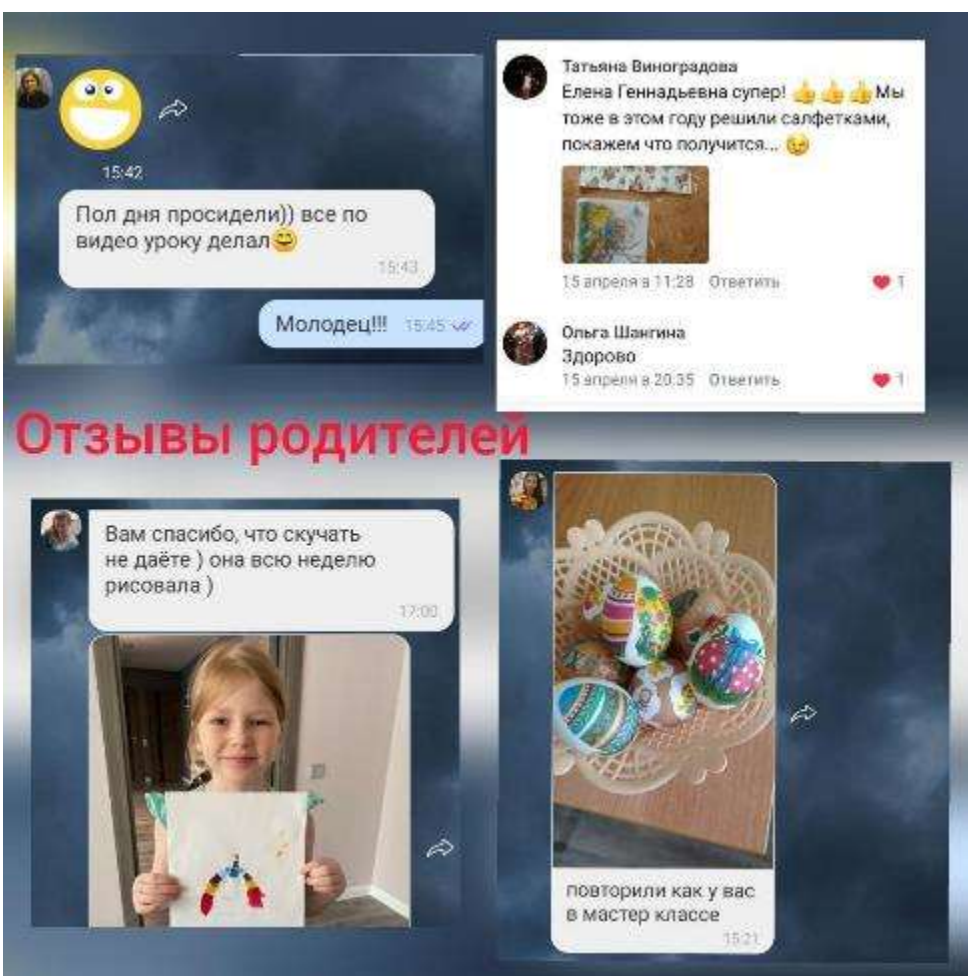 15:42
Пол дня просидели)) все по
видео уроку делал😄
15:43
Молодец!!! 15:45
Татьяна Виноградова
Елена Геннадьевна супер! 👍👍👍Мы
тоже в этом году решили салфетками,
покажем что получится... 😉
15 апреля в 11:28 Ответить 1
Ольга Шангина
Здорово
15 апреля в 20:35 Ответить 1
Отзывы родителей
Вам спасибо, что скучать
не даёте ) она всю неделю
рисовала )
17:00
повторили как у вас
в мастер классе
15:21